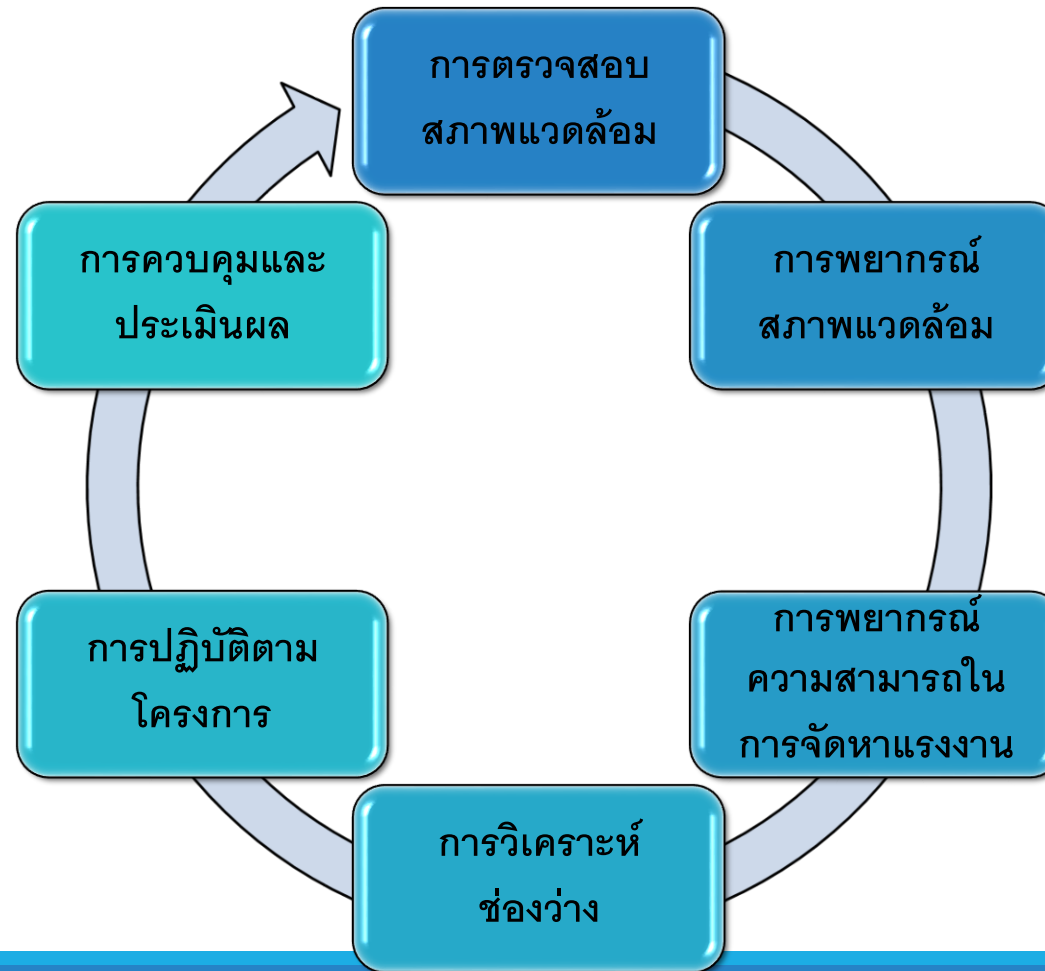 การตรวจสอบ
สภาพแวดล้อม
การพยากรณ์
สภาพแวดล้อม
การพยากรณ์
ความสามารถใน
การจัดหาแรงงาน
การวิเคราะห์
ช่องว่าง
การปฏิบัติตาม
โครงการ
การควบคุมและ
ประเมินผล